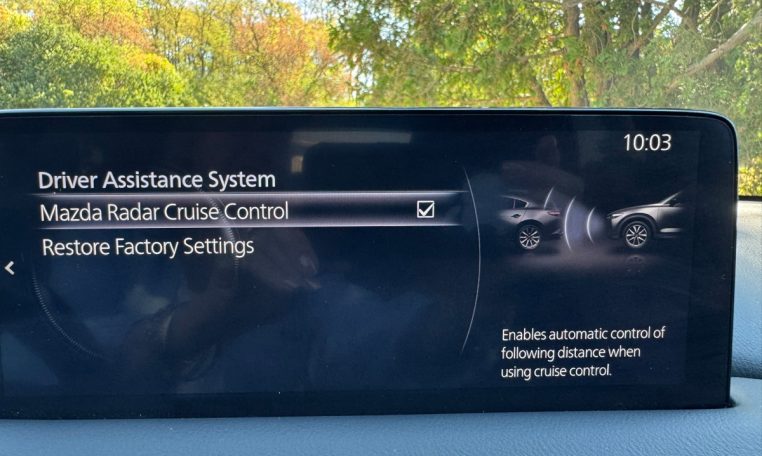 10:03
Driver Assistance System
Mazda Radar Cruise Control
Restore Factory Settings
Enables automatic control of
following distance when
using cruise control.